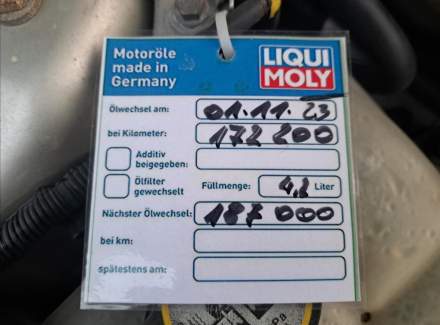 Motoröle
made in
Germany
LIQUI
MOLY
Ölwechsel am: 01.11.23
bei Kilometer: 172 200
Additiv
beigegeben:
Ölfilter
gewechselt
Füllmenge: 4,2 Liter
Nächster Ölwechsel: 187 000
bei km:
spätestens am: